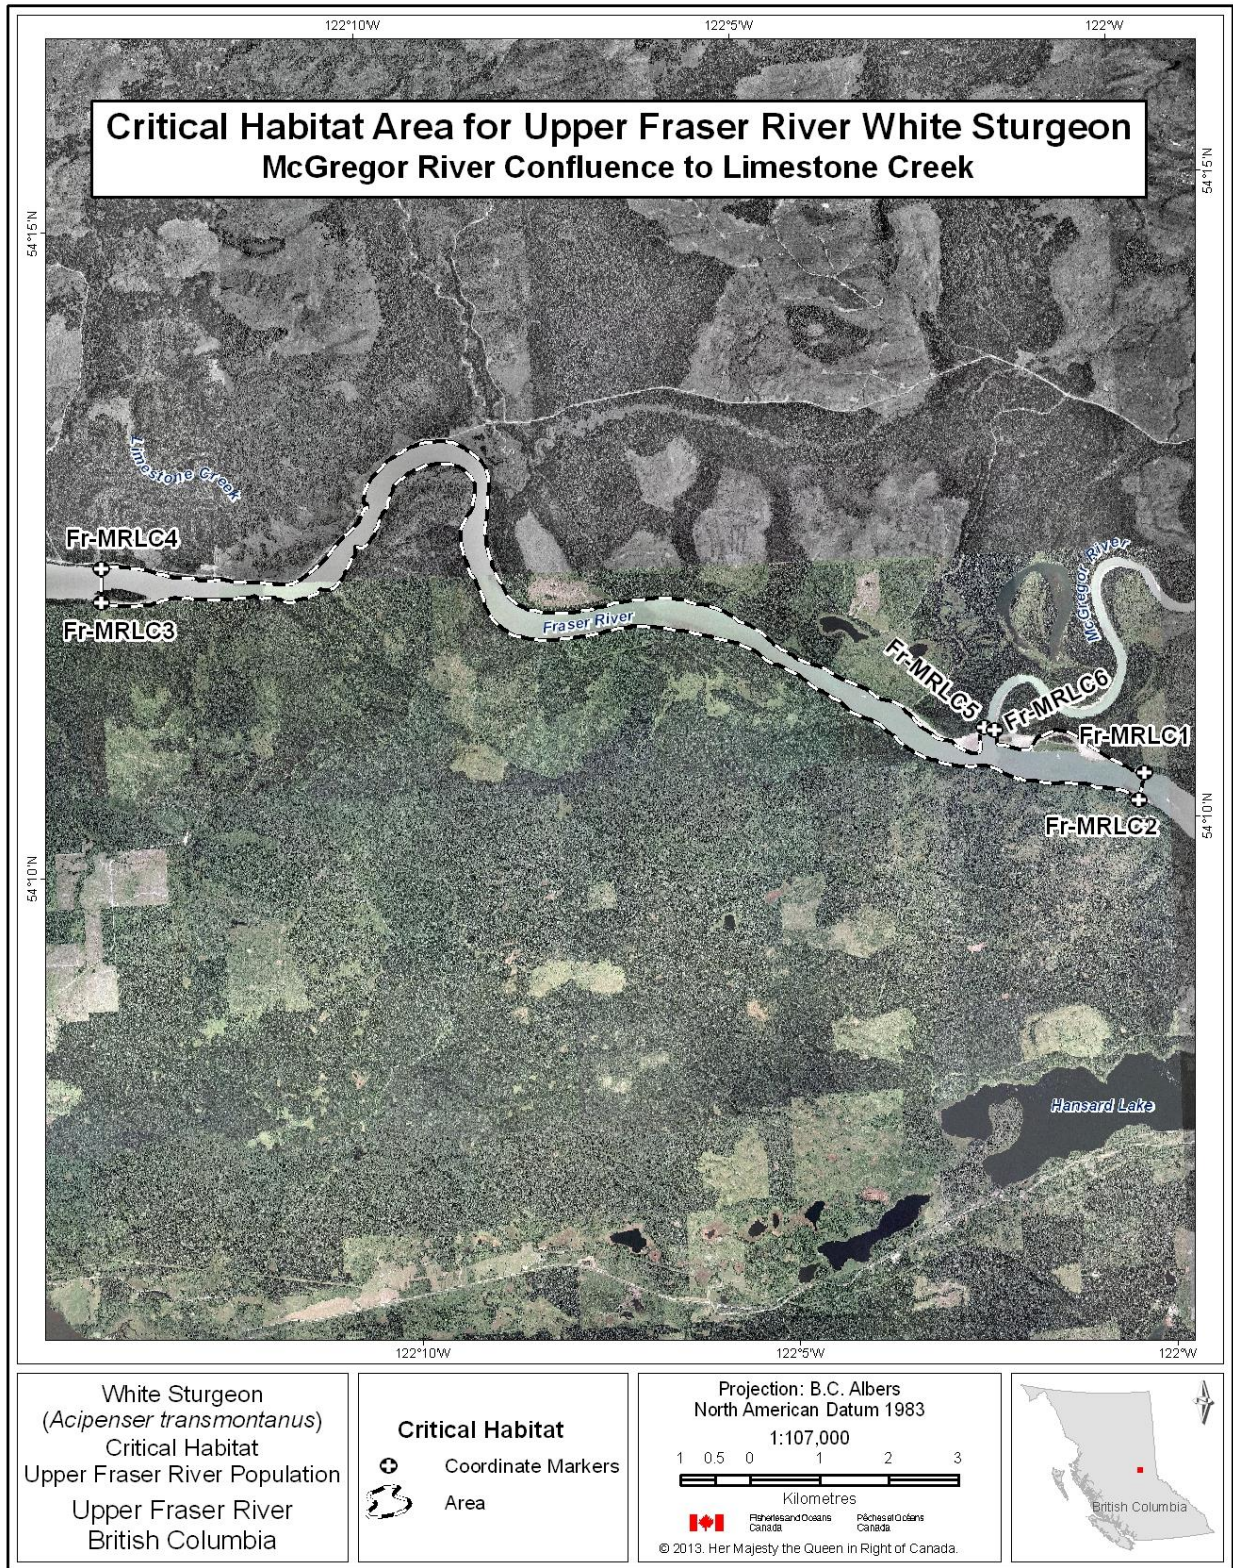 122°10'W
122°5'W
122°W
Critical Habitat Area for Upper Fraser River White Sturgeon
McGregor River Confluence to Limestone Creek
54°15'N
54°15'N
Limestone Creek
Fr-MRLC4
Fr-MRLC3
Fraser River
McGregor River
Fr-MRLC5
Fr-MRLC6
Fr-MRLC1
Fr-MRLC2
54°10'N
54°10'N
Hansard Lake
122°10'W
122°5'W
122°W
White Sturgeon
(Acipenser transmontanus)
Critical Habitat
Upper Fraser River Population
Upper Fraser River
British Columbia
Critical Habitat
Coordinate Markers
Area
Projection: B.C. Albers
North American Datum 1983
1:107,000
1 0.5 0 1 2 3
Kilometres
Fisheries and Oceans
Canada
Pêches et Océans
Canada
© 2013. Her Majesty the Queen in Right of Canada.
British Columbia